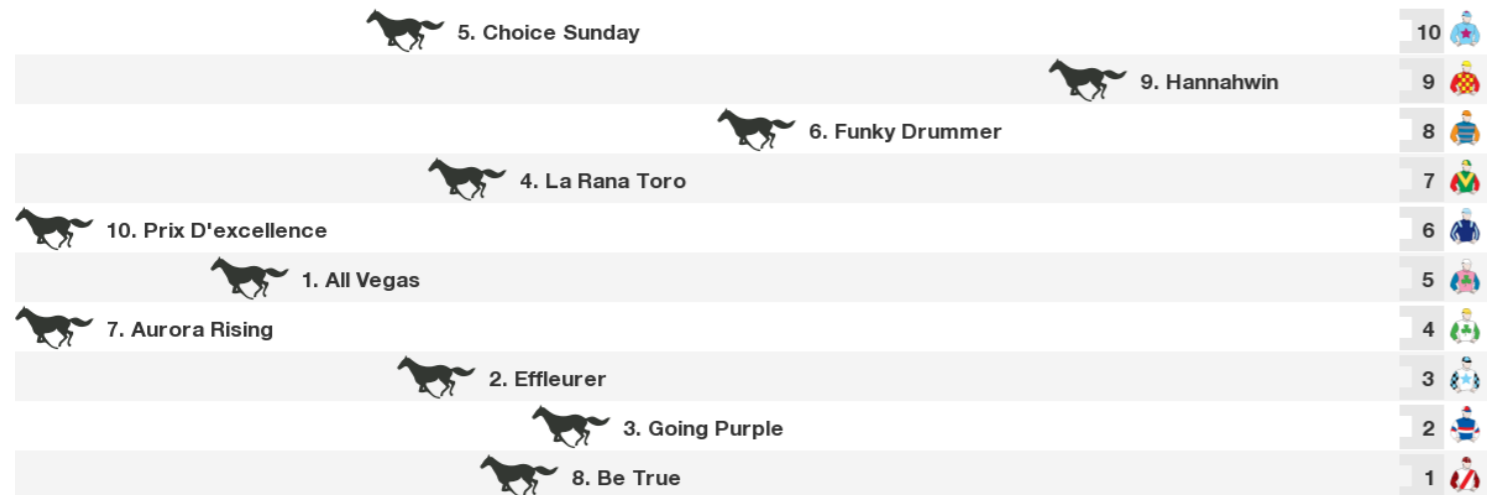 5. Choice Sunday 10
9. Hannahwin 9
6. Funky Drummer 8
4. La Rana Toro 7
10. Prix D'excellence 6
1. All Vegas 5
7. Aurora Rising 4
2. Effleurer 3
3. Going Purple 2
8. Be True 1